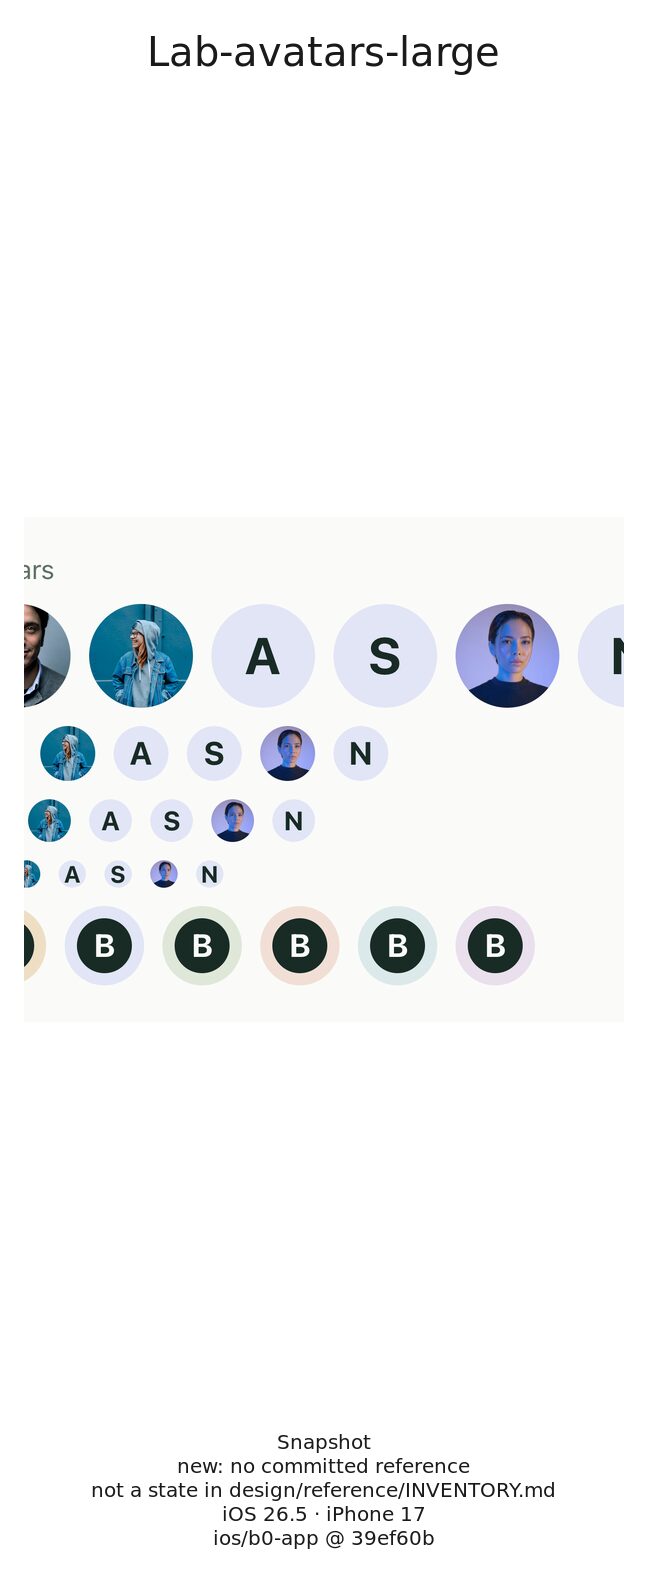 Lab-avatars-large
ars
A S N
A S N
A S N
A S N
B B B B B
Snapshot
new: no committed reference
not a state in design/reference/INVENTORY.md
iOS 26.5 · iPhone 17
ios/b0-app @ 39ef60b